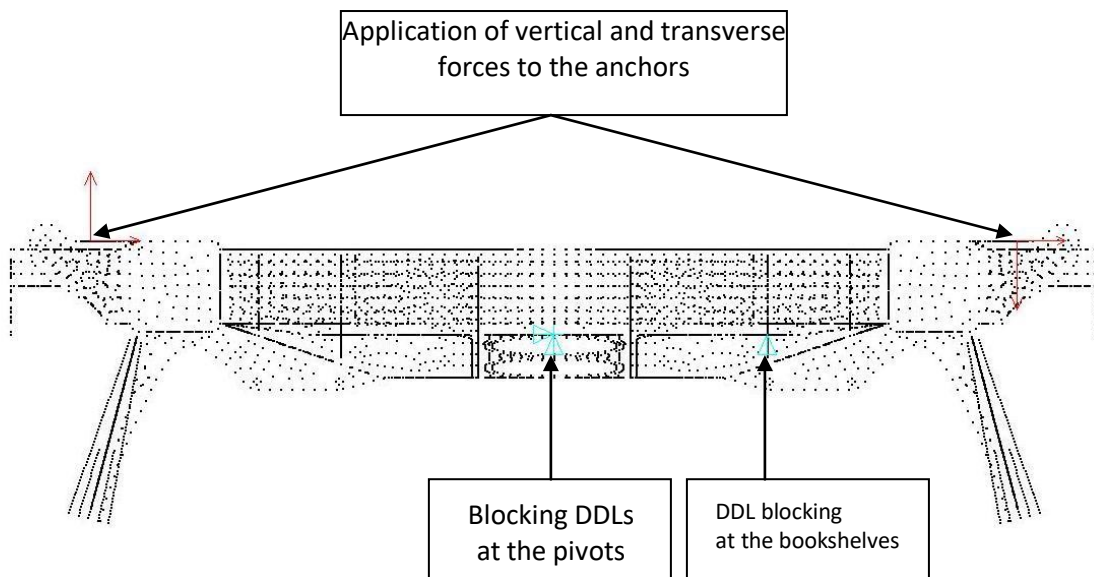 Application of vertical and transverse
forces to the anchors
Blocking DDLs
at the pivots
DDL blocking
at the bookshelves